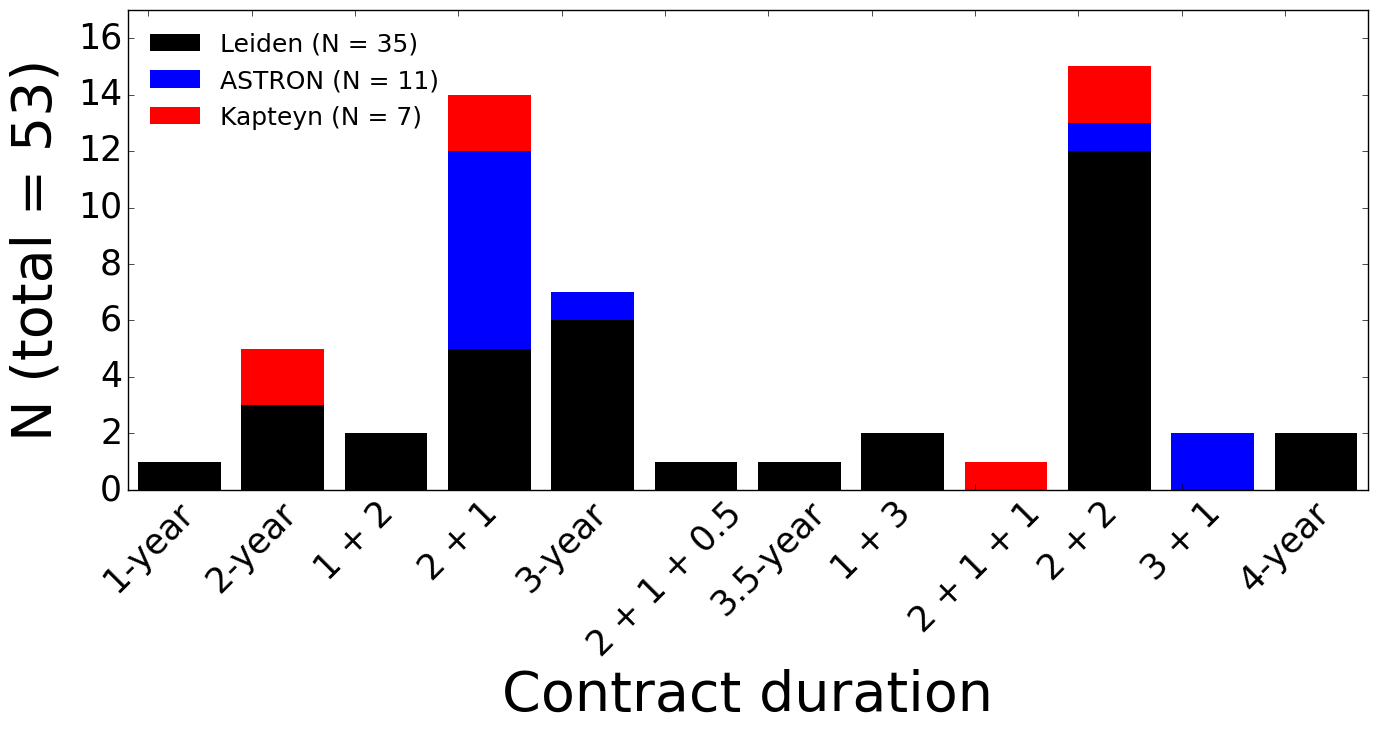 N (total = 53)
16
14
12
10
8
6
4
2
0
Leiden (N = 35)
ASTRON (N = 11)
Kapteyn (N = 7)
1-year
2-year
1 + 2
2 + 1
3-year
2 + 1 + 0.5
3.5-year
1 + 3
2 + 1 + 1
2 + 2
3 + 1
4-year
Contract duration